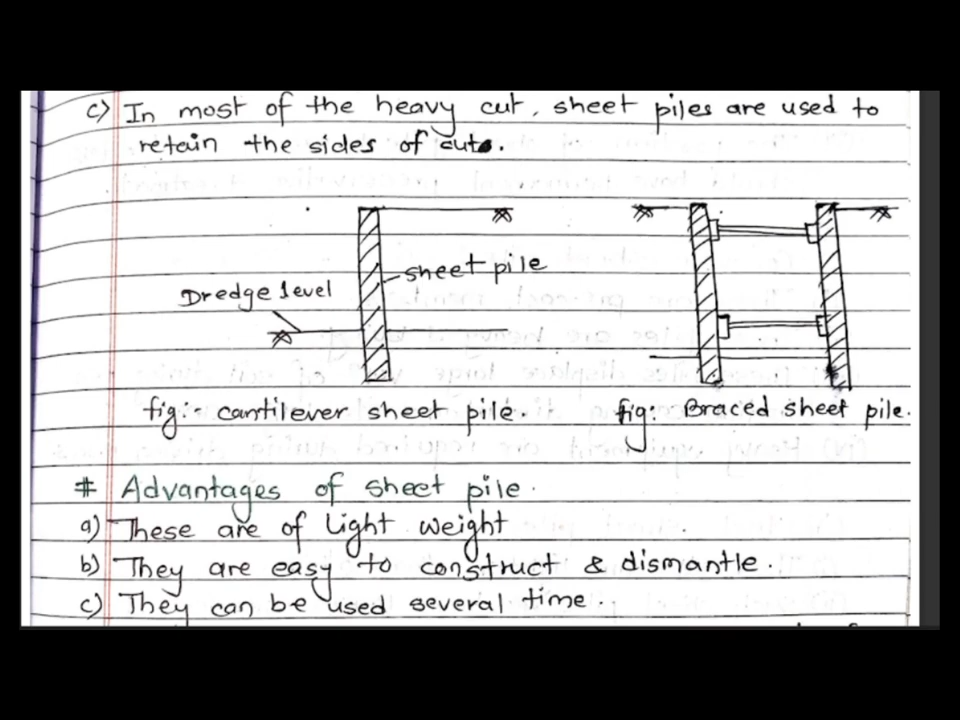 c) In most of the heavy cut, sheet piles are used to
retain the sides of cuts.
sheet pile
Dredge level
fig: cantilever sheet pile.
fig: Braced sheet pile.
# Advantages of sheet pile.
a) These are of Light weight
b) They are easy to construct & dismantle.
c) They can be used several time.